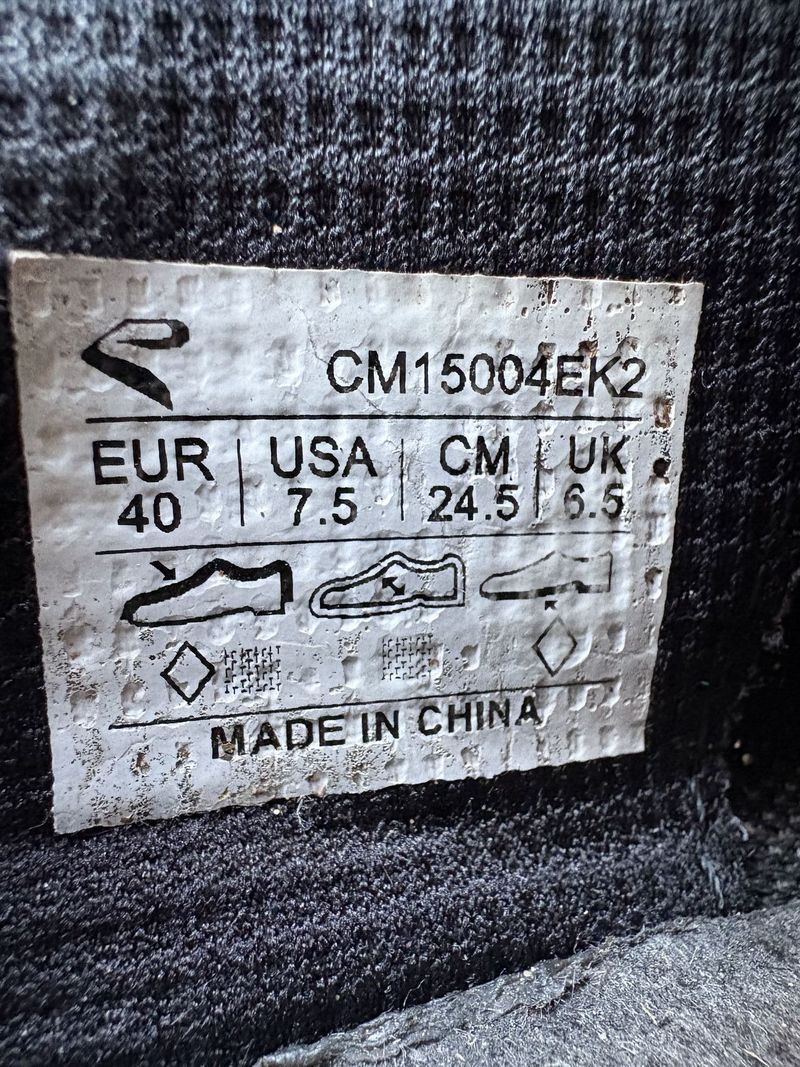 CM15004EK2
EUR USA CM UK
40 7.5 24.5 6.5
MADE IN CHINA